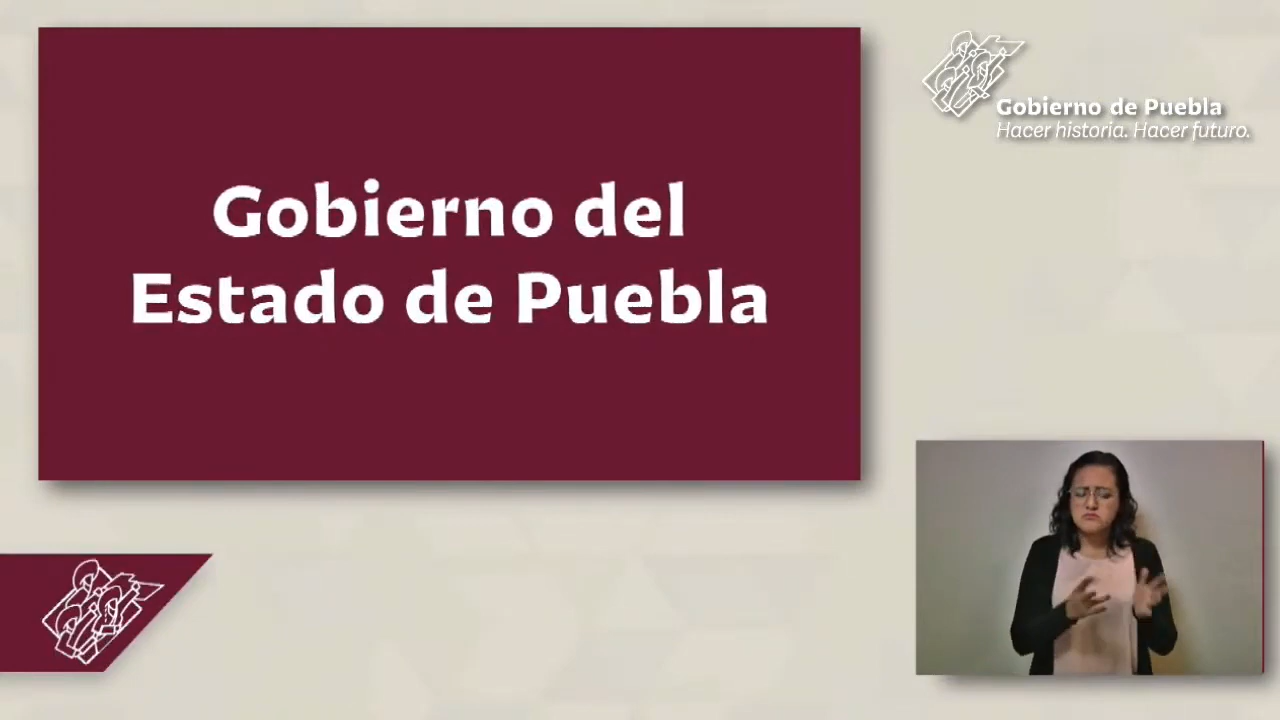 Gobierno del
Estado de Puebla
Gobierno de Puebla
Hacer historia. Hacer futuro.